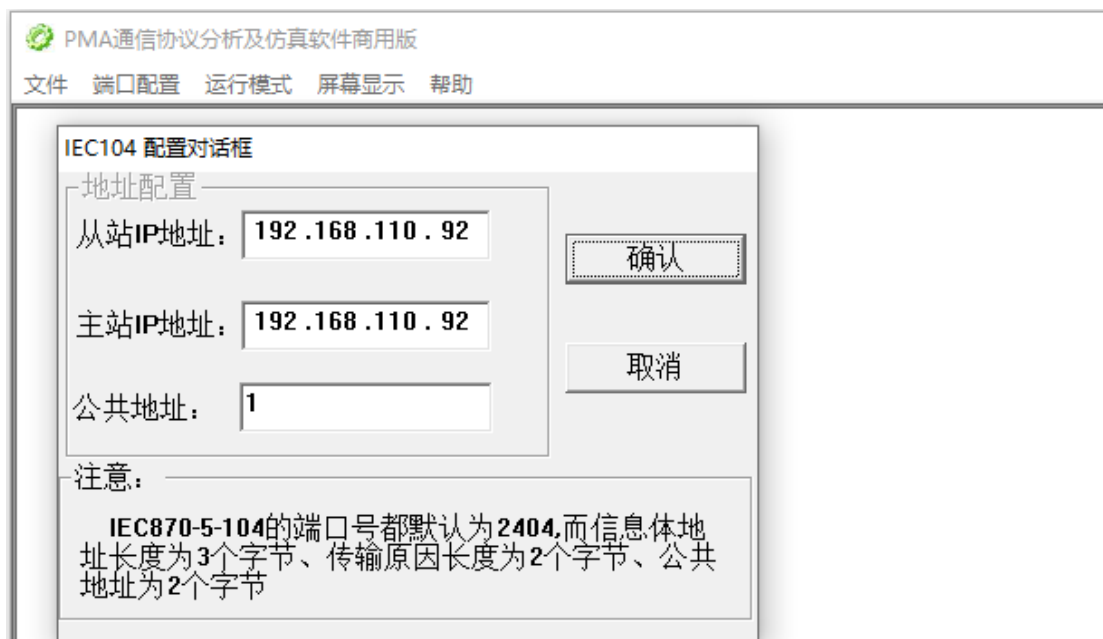 PMA通信协议分析及仿真软件商用版
文件 端口配置 运行模式 屏幕显示 帮助
IEC104 配置对话框
地址配置
从站IP地址： 192 .168 .110 . 92
确认
主站IP地址： 192 .168 .110 . 92
取消
公共地址： 1
注意：
IEC870-5-104的端口号都默认为2404,而信息体地
址长度为3个字节、传输原因长度为2个字节、公共
地址为2个字节